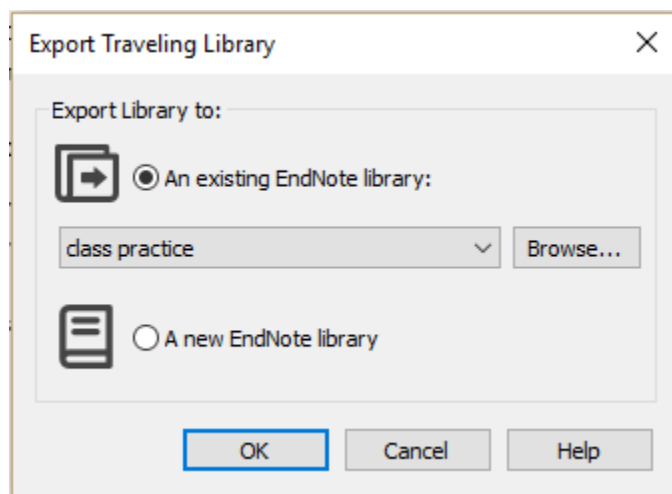 Export Traveling Library
Export Library to:
An existing EndNote library:
class practice
Browse...
A new EndNote library
OK
Cancel
Help